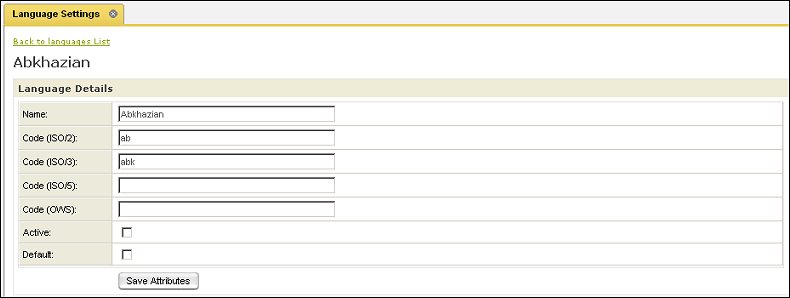 Language Settings
Back to languages List
Abkhazian
Language Details
Name: Abkhazian
Code (ISO/2): ab
Code (ISO/3): abk
Code (ISO/5):
Code (OWS):
Active:
Default:
Save Attributes